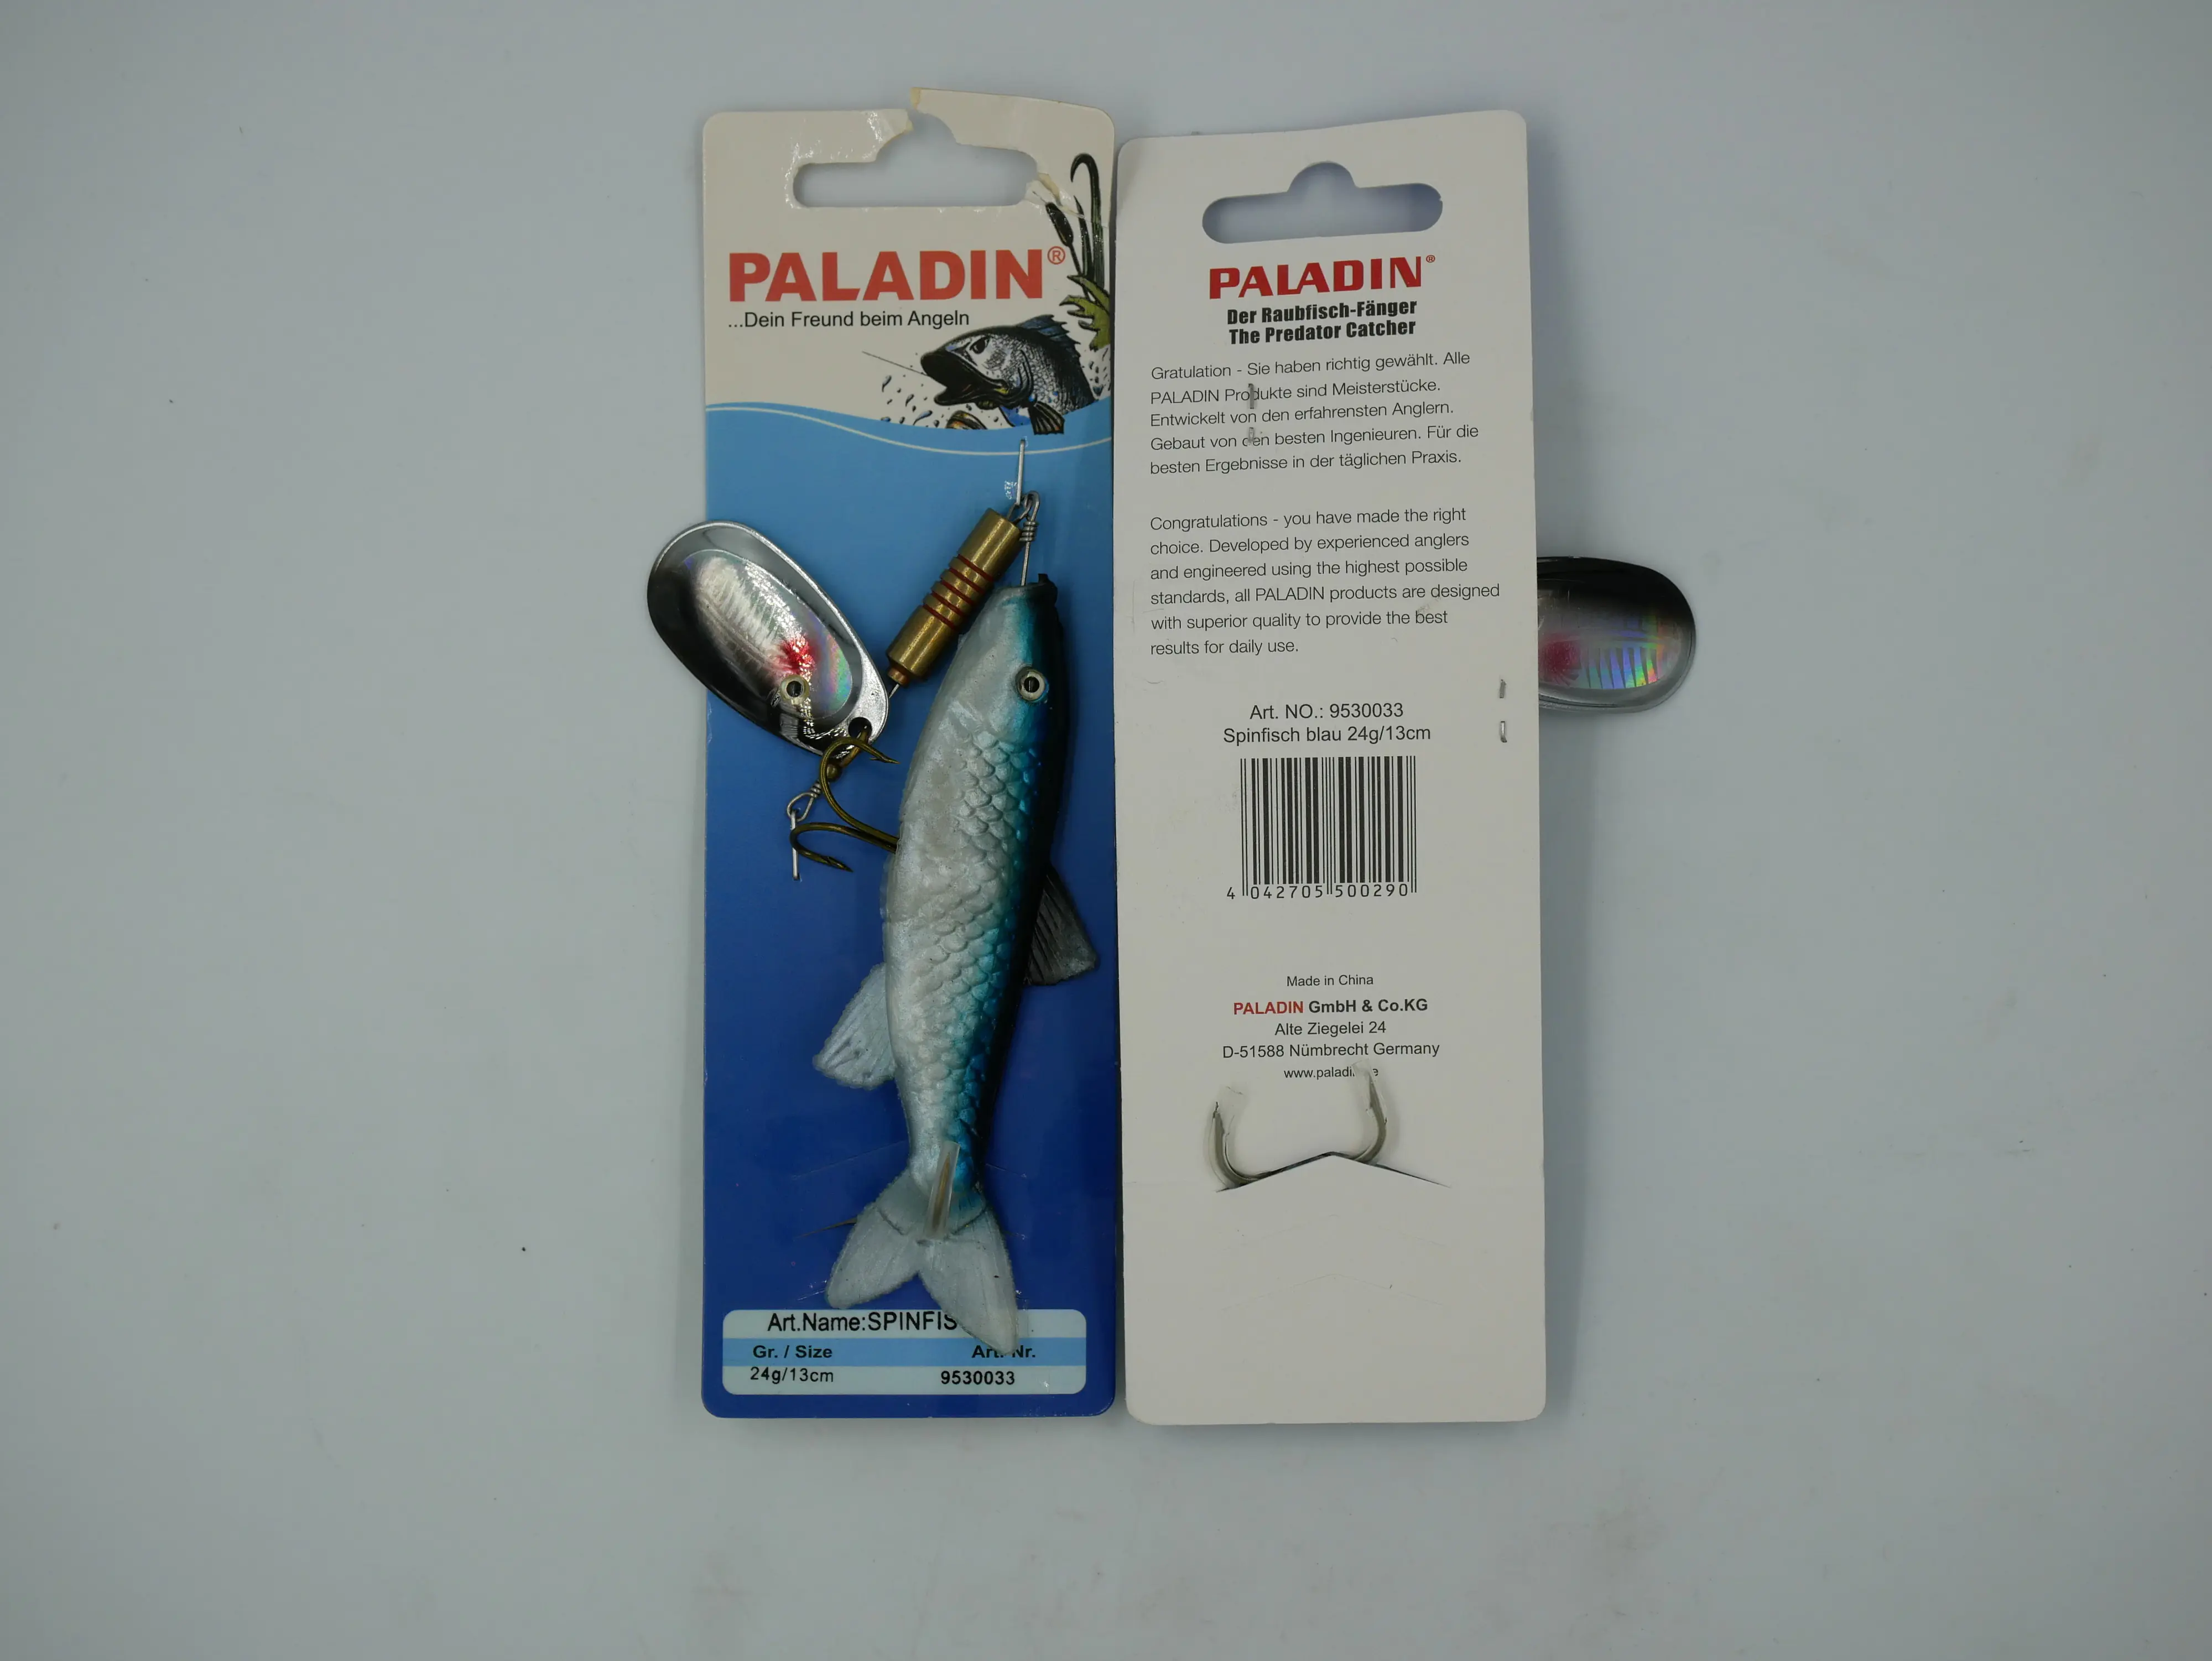 PALADIN®
...Dein Freund beim Angeln
Art.Name:SPINFIS
Gr. / Size Art. Nr.
24g/13cm 9530033
PALADIN®
Der Raubfisch-Fänger
The Predator Catcher
Gratulation - Sie haben richtig gewählt. Alle
PALADIN Produkte sind Meisterstücke.
Entwickelt von den erfahrensten Anglern.
Gebaut von den besten Ingenieuren. Für die
besten Ergebnisse in der täglichen Praxis.
Congratulations - you have made the right
choice. Developed by experienced anglers
and engineered using the highest possible
standards, all PALADIN products are designed
with superior quality to provide the best
results for daily use.
Art. NO.: 9530033
Spinfisch blau 24g/13cm
4 042705 500290
Made in China
PALADIN GmbH & Co.KG
Alte Ziegelei 24
D-51588 Nümbrecht Germany